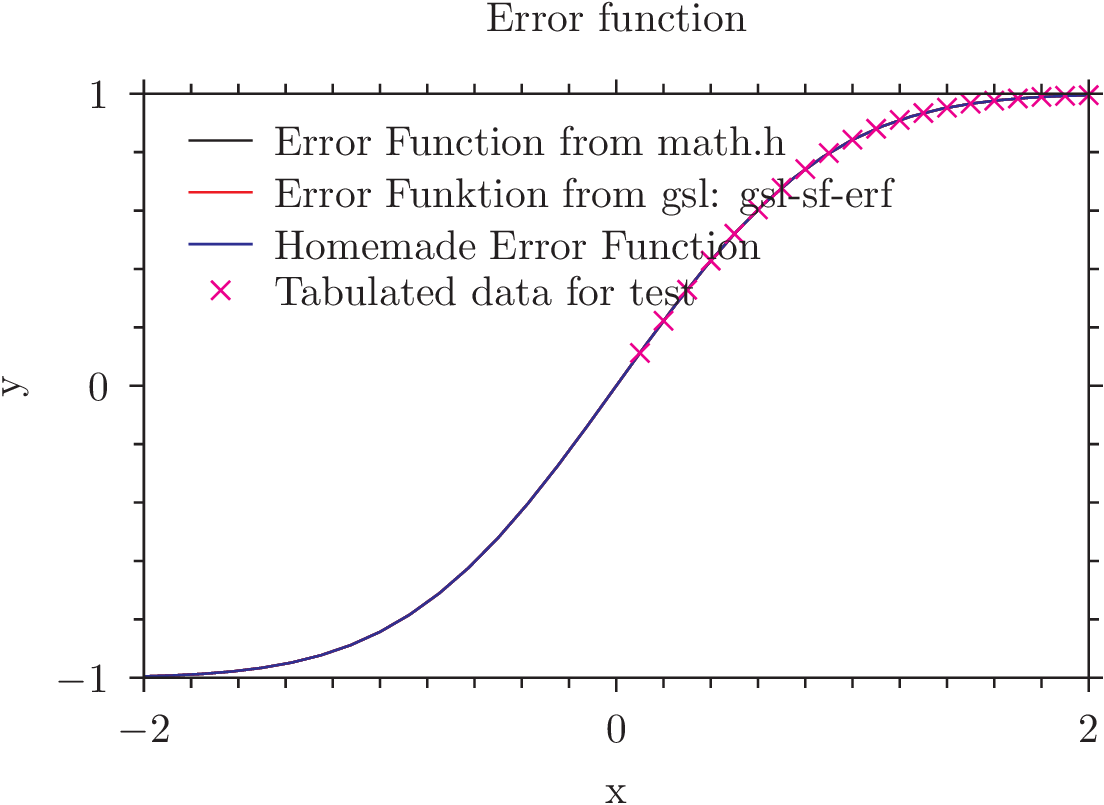 Error function
1
Error Function from math.h
Error Funktion from gsl: gsl-sf-erf
Homemade Error Function
Tabulated data for test
y
0
−1
−2 0 2
x